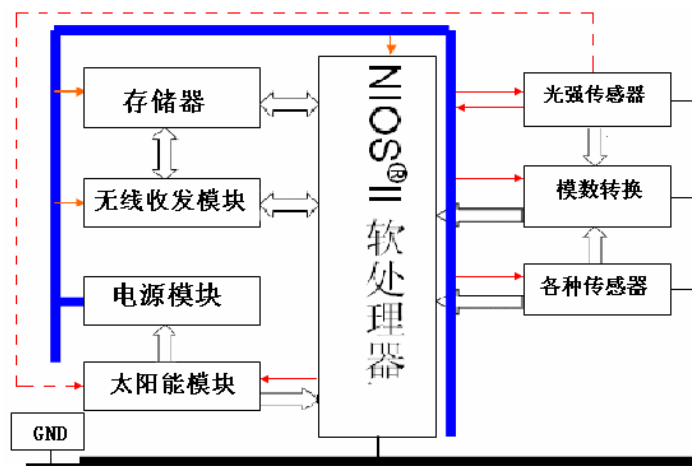 存储器
无线收发模块
电源模块
太阳能模块
GND
NIOS®II 软处理器
光强传感器
模数转换
各种传感器